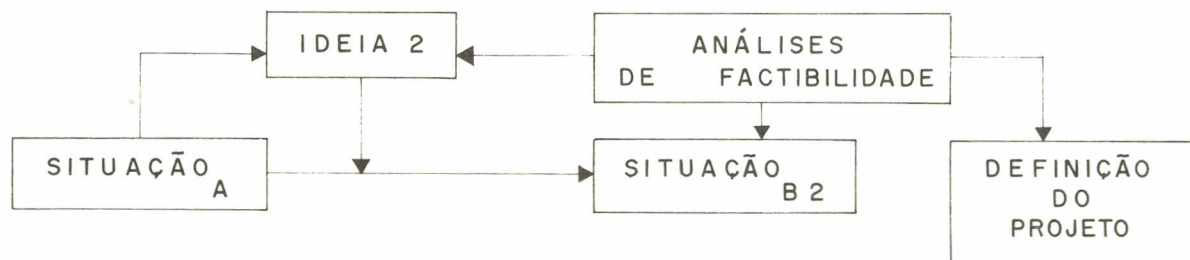 IDEIA 2
ANÁLISES
DE FACTIBILIDADE
SITUAÇÃO
A
SITUAÇÃO
B 2
DEFINIÇÃO
DO
PROJETO